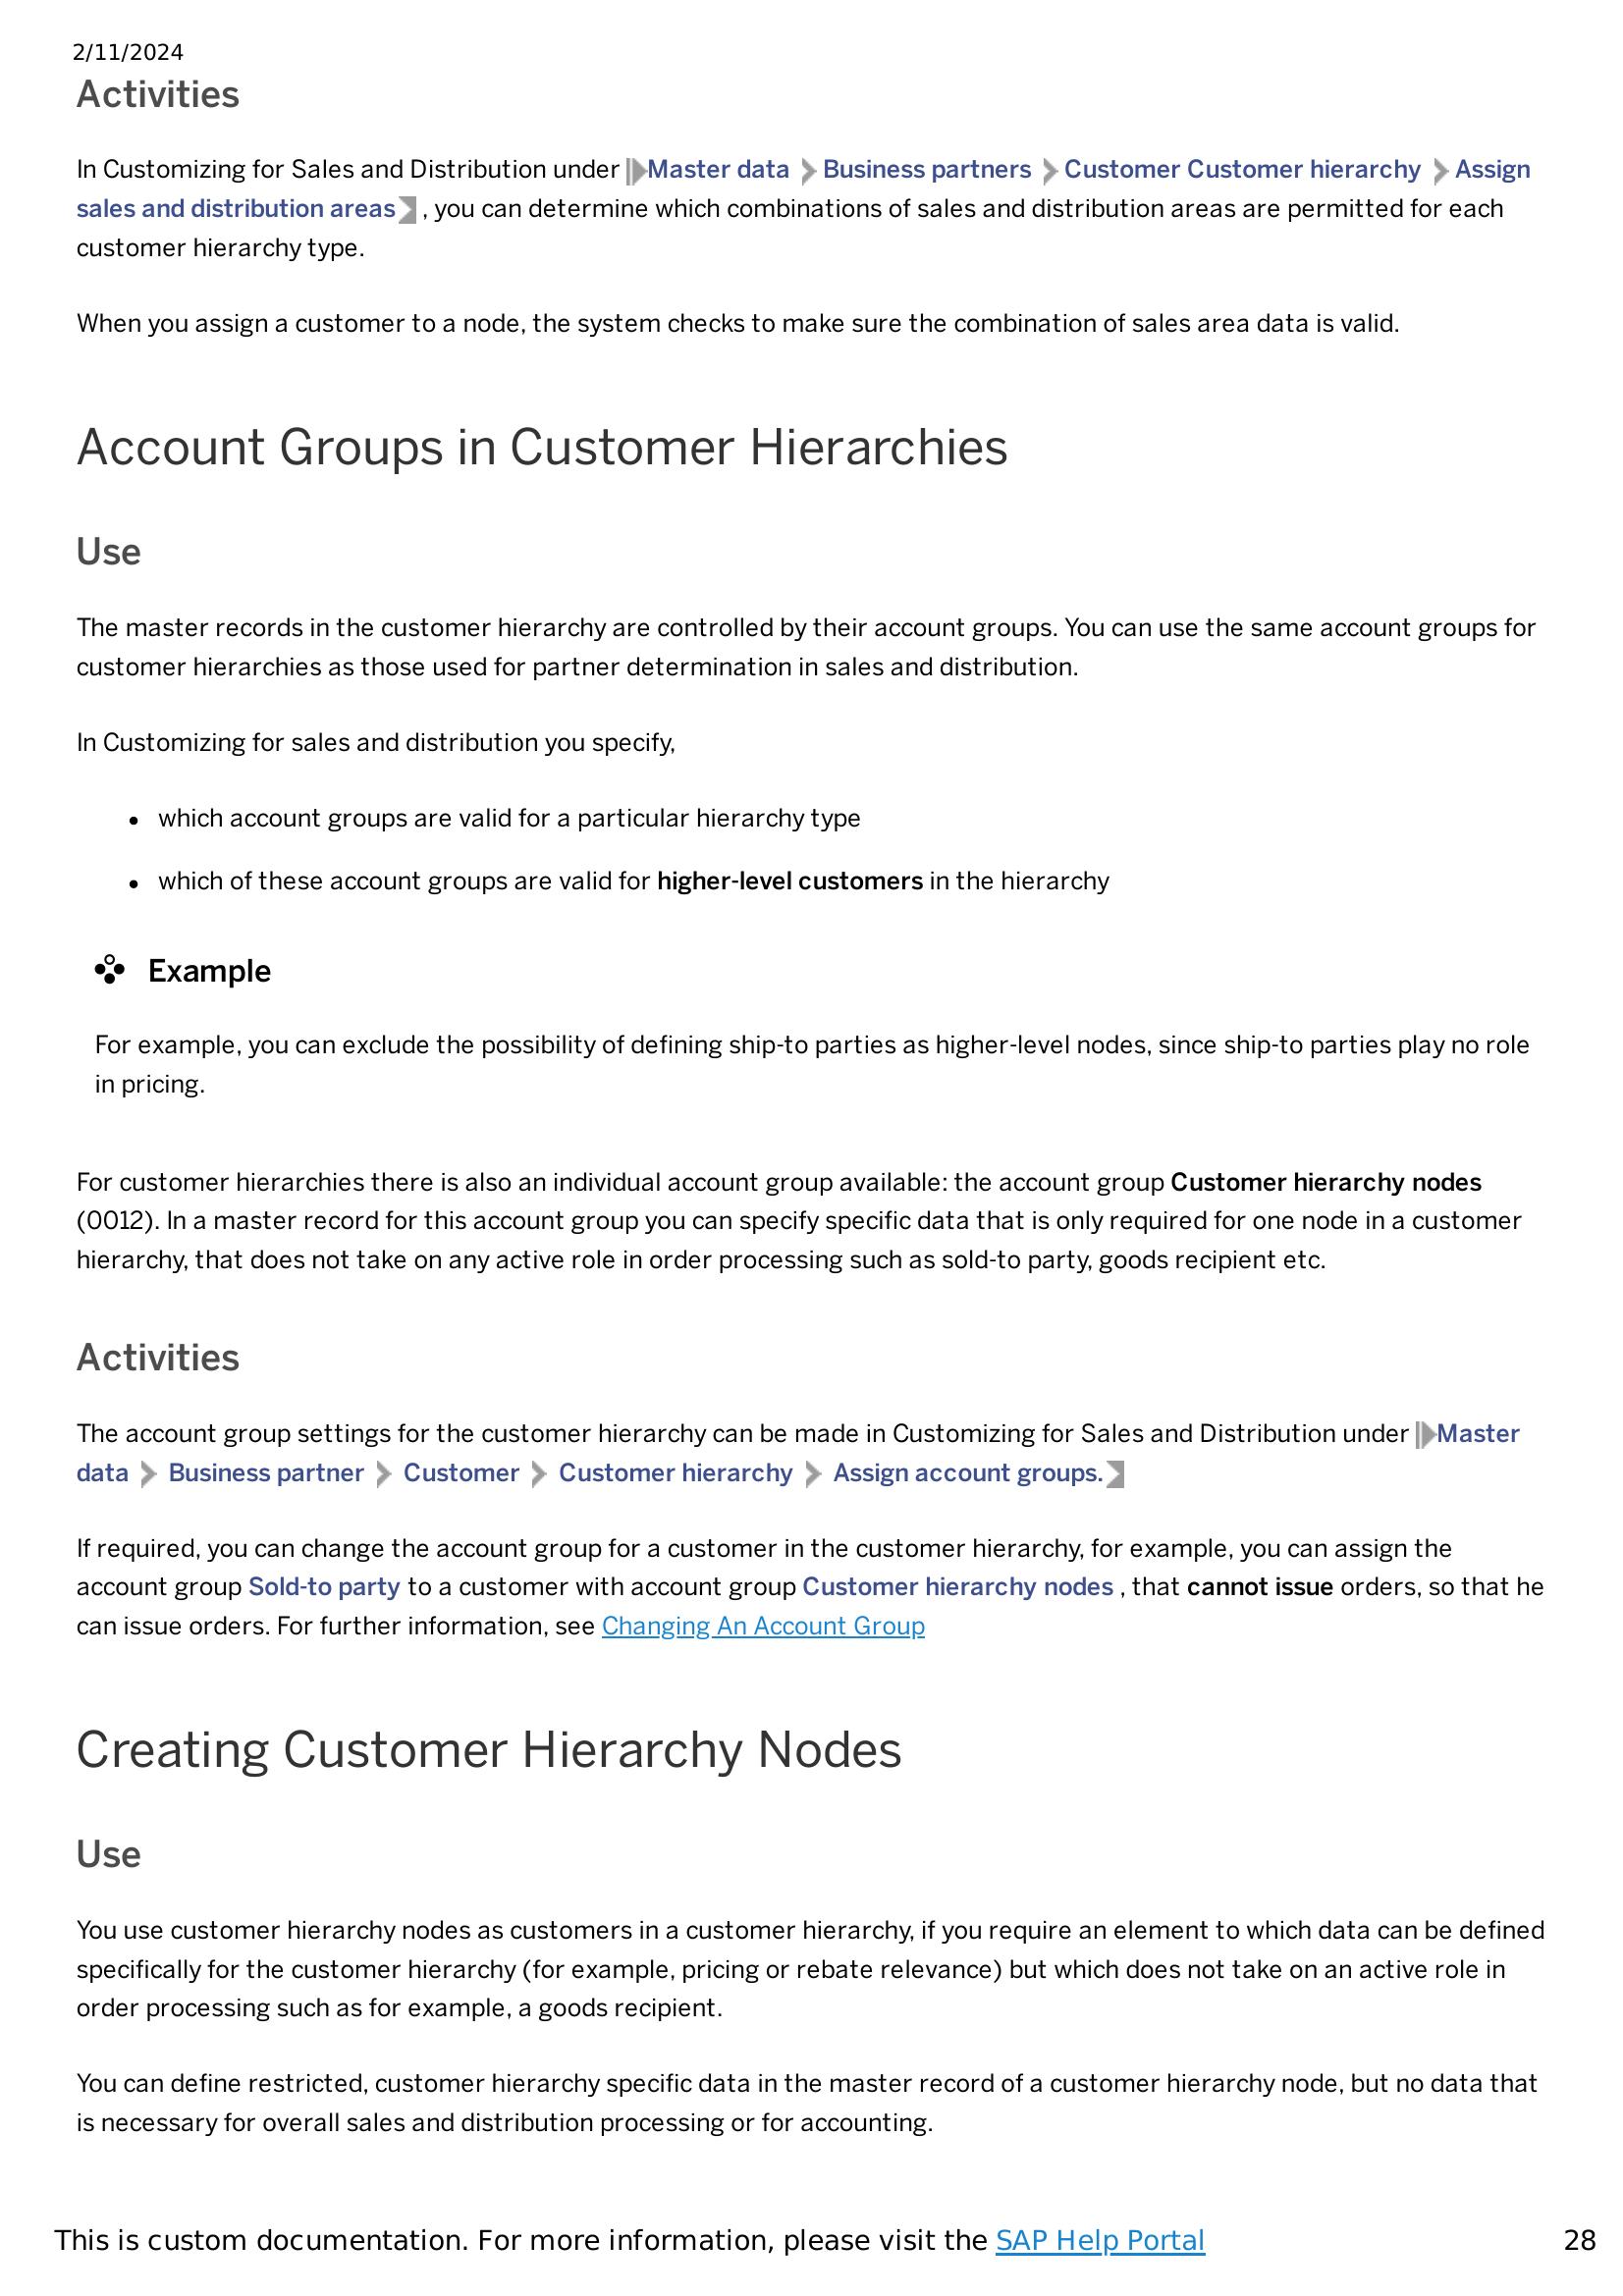 2/11/2024
Activities
In Customizing for Sales and Distribution under Master data Business partners Customer Customer hierarchy Assign
sales and distribution areas , you can determine which combinations of sales and distribution areas are permitted for each
customer hierarchy type.
When you assign a customer to a node, the system checks to make sure the combination of sales area data is valid.
Account Groups in Customer Hierarchies
Use
The master records in the customer hierarchy are controlled by their account groups. You can use the same account groups for
customer hierarchies as those used for partner determination in sales and distribution.
In Customizing for sales and distribution you specify,
• which account groups are valid for a particular hierarchy type
• which of these account groups are valid for higher-level customers in the hierarchy
Example
For example, you can exclude the possibility of defining ship-to parties as higher-level nodes, since ship-to parties play no role
in pricing.
For customer hierarchies there is also an individual account group available: the account group Customer hierarchy nodes
(0012). In a master record for this account group you can specify specific data that is only required for one node in a customer
hierarchy, that does not take on any active role in order processing such as sold-to party, goods recipient etc.
Activities
The account group settings for the customer hierarchy can be made in Customizing for Sales and Distribution under Master
data Business partner Customer Customer hierarchy Assign account groups.
If required, you can change the account group for a customer in the customer hierarchy, for example, you can assign the
account group Sold-to party to a customer with account group Customer hierarchy nodes , that cannot issue orders, so that he
can issue orders. For further information, see Changing An Account Group
Creating Customer Hierarchy Nodes
Use
You use customer hierarchy nodes as customers in a customer hierarchy, if you require an element to which data can be defined
specifically for the customer hierarchy (for example, pricing or rebate relevance) but which does not take on an active role in
order processing such as for example, a goods recipient.
You can define restricted, customer hierarchy specific data in the master record of a customer hierarchy node, but no data that
is necessary for overall sales and distribution processing or for accounting.
This is custom documentation. For more information, please visit the SAP Help Portal 28